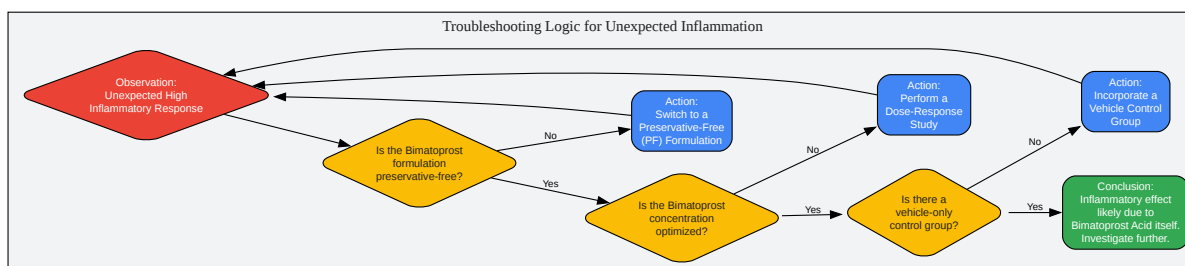 Troubleshooting Logic for Unexpected Inflammation
Observation:
Unexpected High
Inflammatory Response
Is the Bimatoprost
formulation
preservative-free?
No
Action:
Switch to a
Preservative-Free
(PF) Formulation
Yes
Is the Bimatoprost
concentration
optimized?
No
Action:
Perform a
Dose-Response
Study
Yes
Is there a
vehicle-only
control group?
No
Action:
Incorporate a
Vehicle Control
Group
Yes
Conclusion:
Inflammatory effect
likely due to
Bimatoprost Acid itself.
Investigate further.